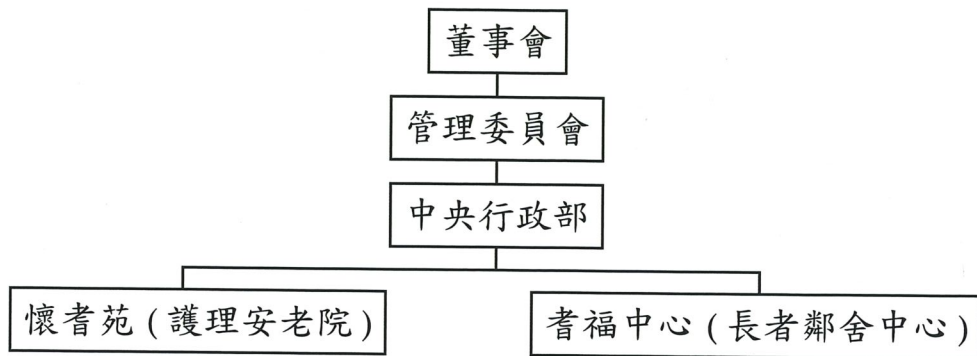 董事會
管理委員會
中央行政部
懷耆苑(護理安老院)
耆福中心(長者鄰舍中心)